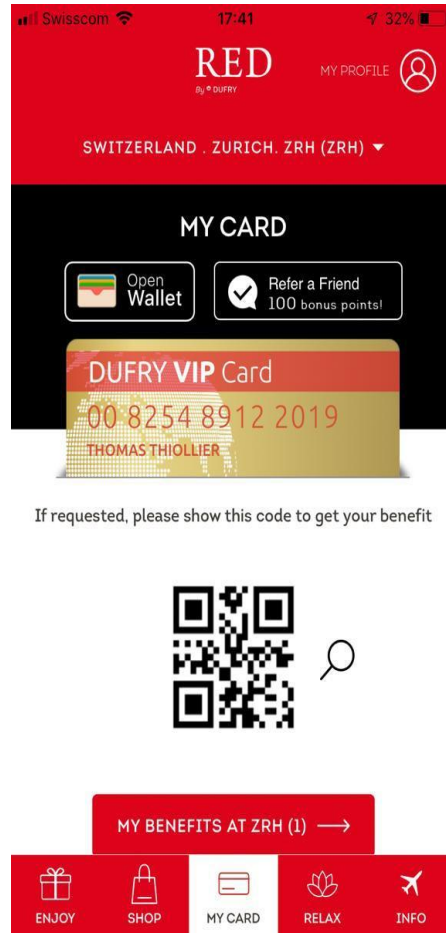 Swisscom 17:41 32%
RED
By DUFRY
MY PROFILE
SWITZERLAND . ZURICH. ZRH (ZRH)
MY CARD
Open
Wallet
Refer a Friend
100 bonus points!
DUFRY VIP Card
00 8254 8912 2019
THOMAS THIOLLIER
If requested, please show this code to get your benefit
MY BENEFITS AT ZRH (1)
ENJOY SHOP MY CARD RELAX INFO